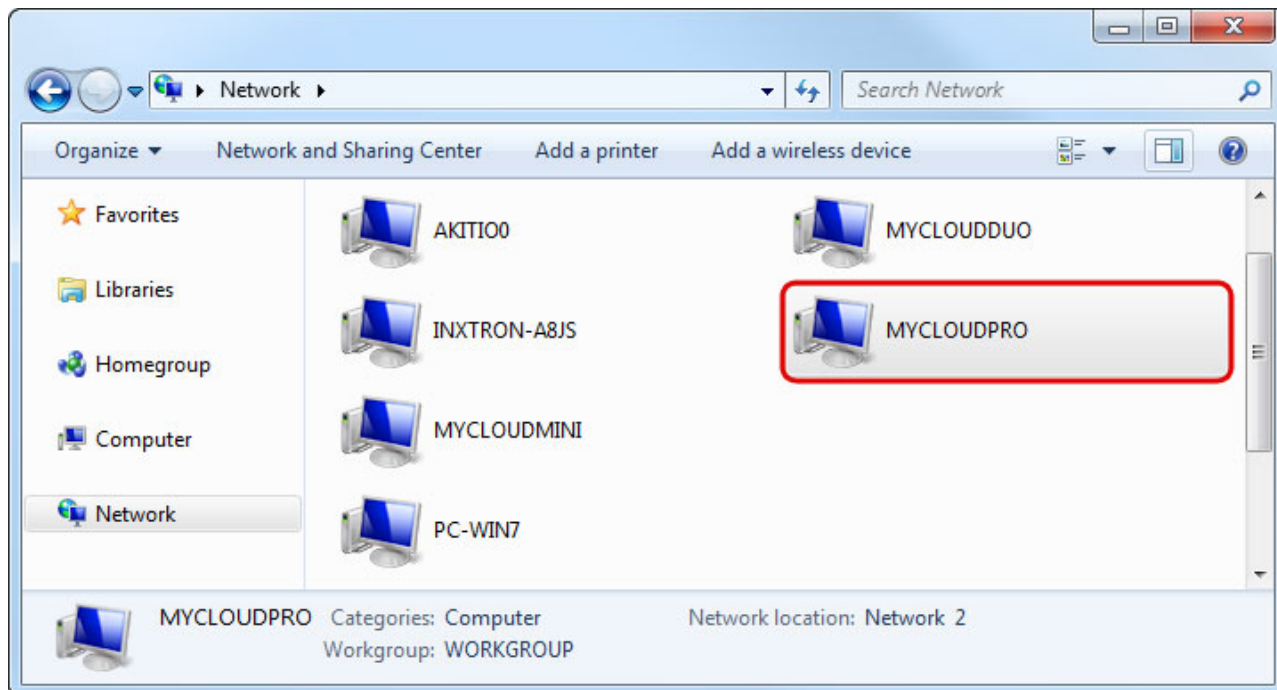 Network
Search Network
Organize Network and Sharing Center Add a printer Add a wireless device
Favorites
Libraries
Homegroup
Computer
Network
AKITIO0
MYCLOUDDUO
INXTRON-A8JS
MYCLOUDPRO
MYCLOUDMINI
PC-WIN7
MYCLOUDPRO Categories: Computer Network location: Network 2
Workgroup: WORKGROUP